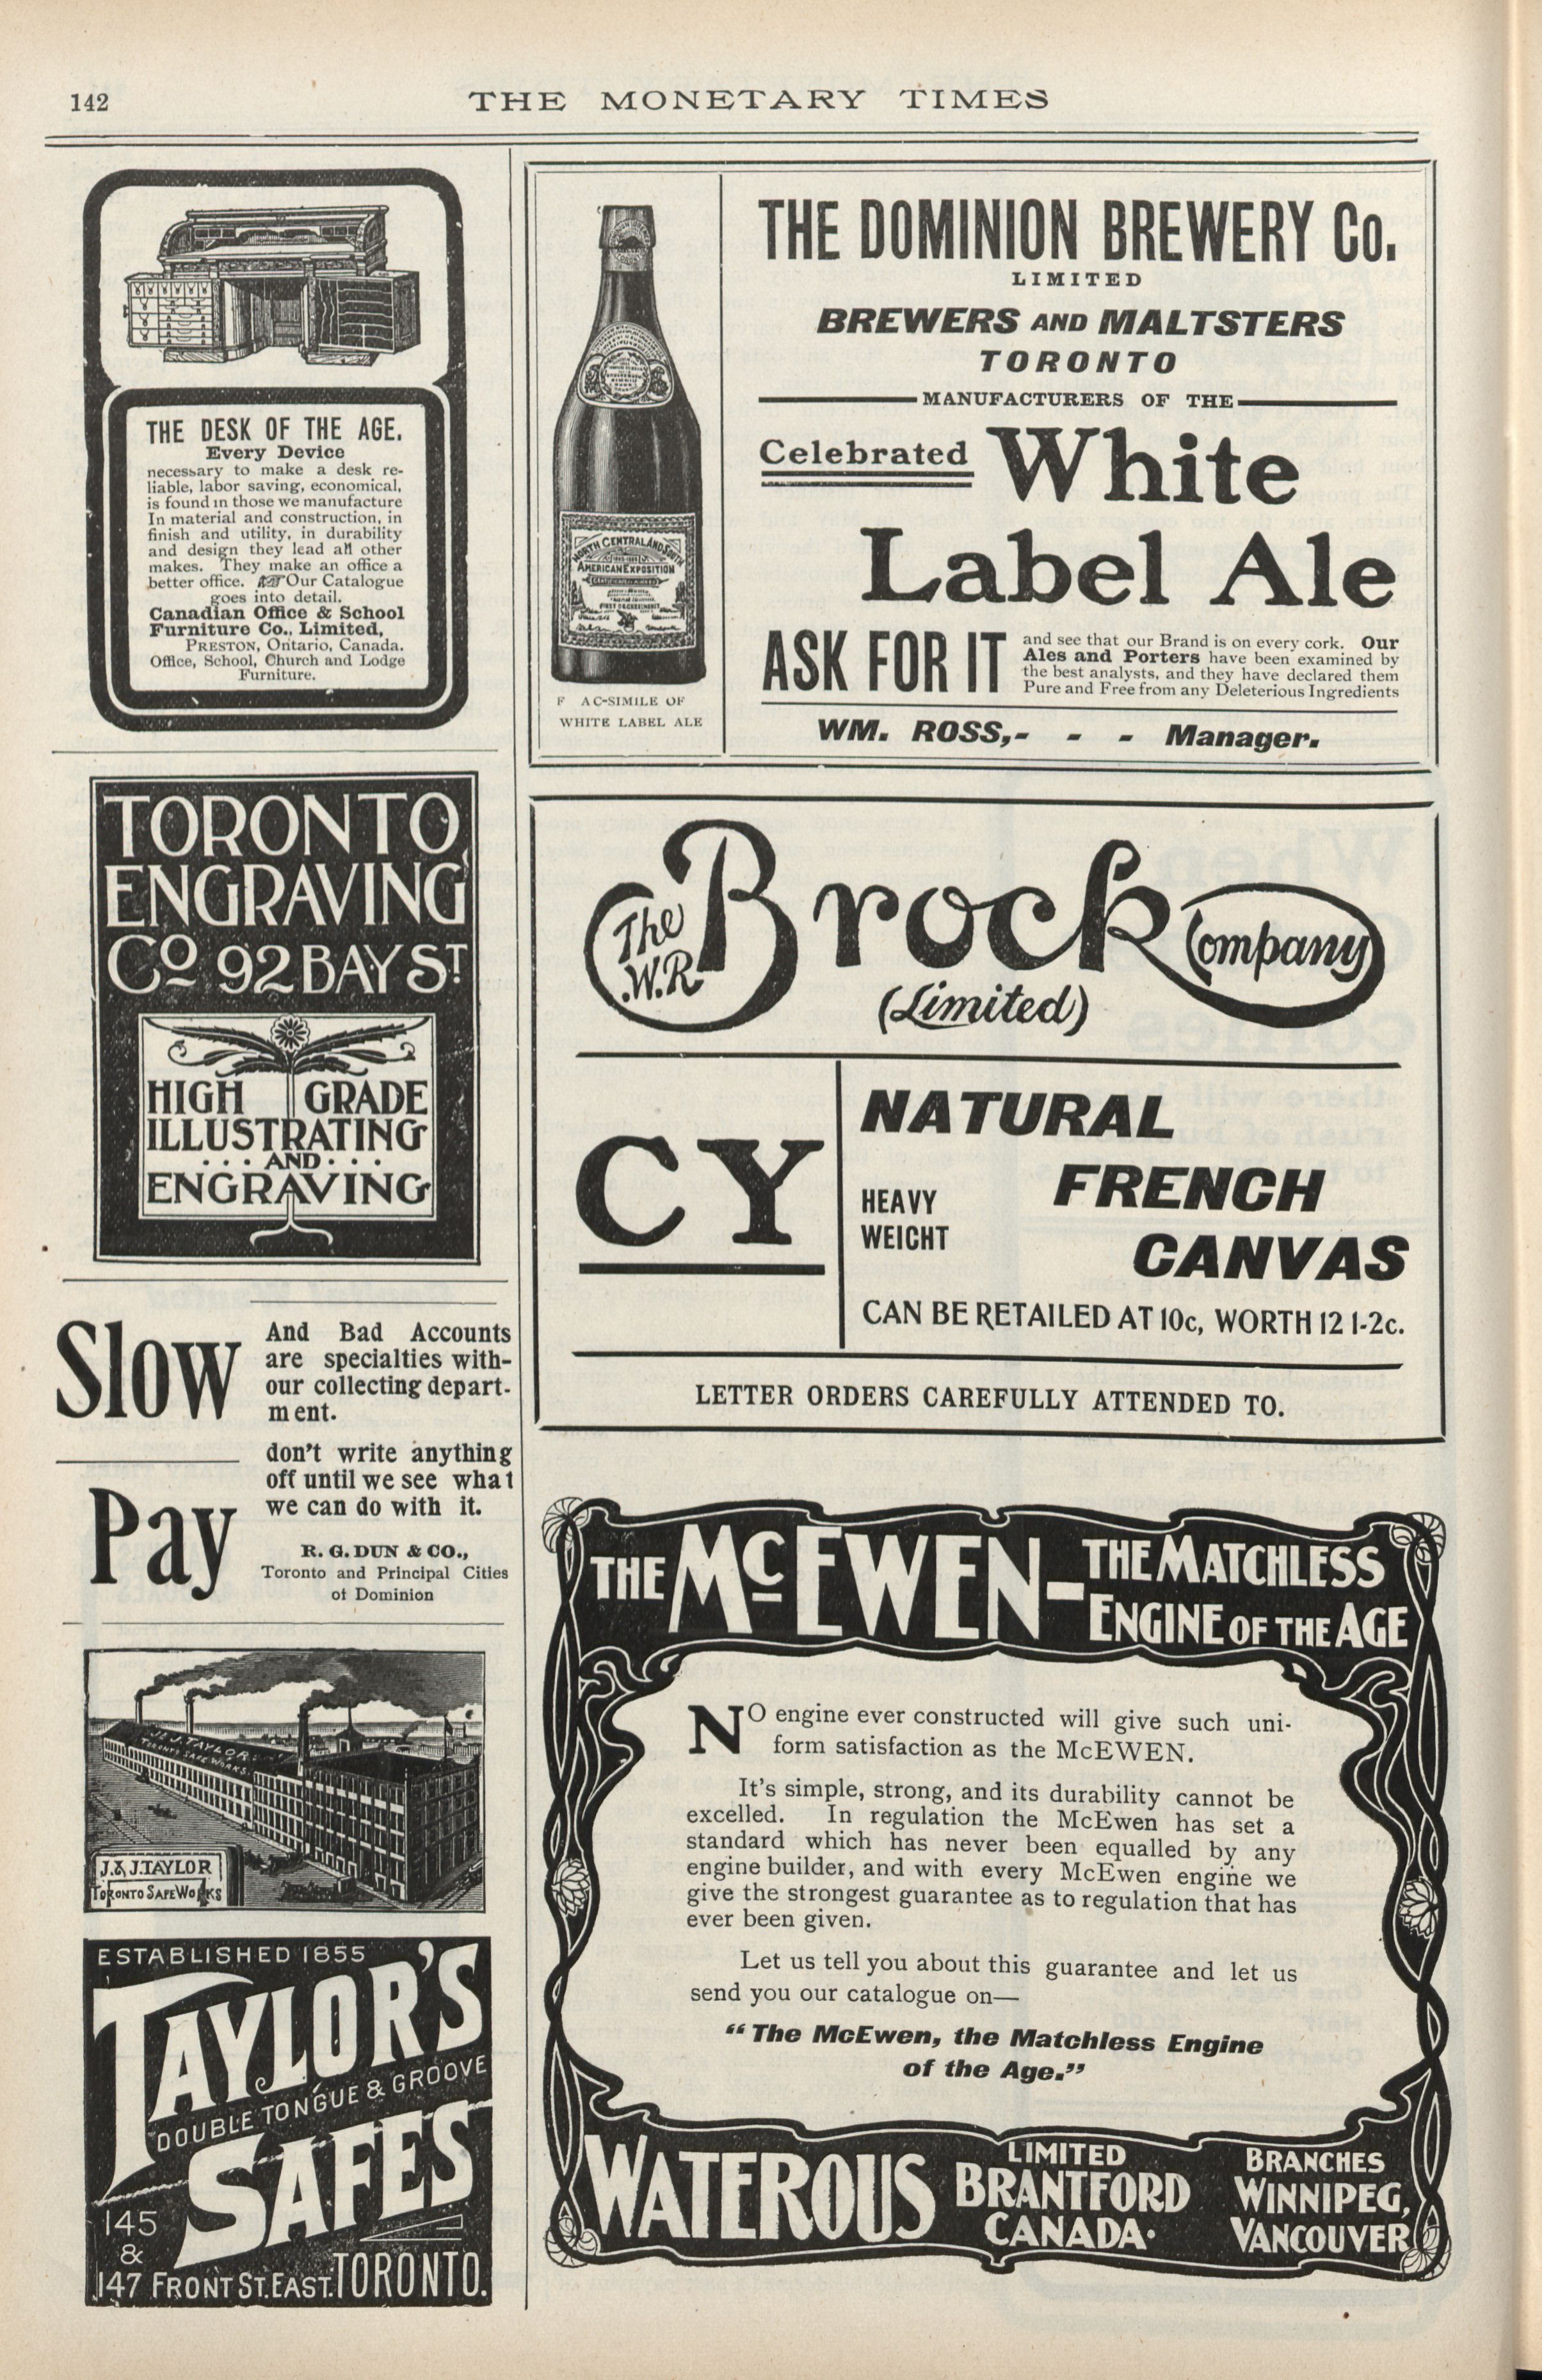 142
THE MONETARY TIMES
THE DESK OF THE AGE.
Every Device
necessary to make a desk re-
liable, labor saving, economical,
is found in those we manufacture
In material and construction, in
finish and utility, in durability
and design they lead all other
makes. They make an office a
better office. Our Catalogue
goes into detail.
Canadian Office & School
Furniture Co., Limited,
PRESTON, Ontario, Canada.
Office, School, Church and Lodge
Furniture.
TORONTO
ENGRAVING
Co 92 BAY ST.
HIGH GRADE
ILLUSTRATING
. . . AND . . .
ENGRAVING
Slow
And Bad Accounts
are specialties with-
our collecting depart-
ment.
Pay
don't write anything
off until we see what
we can do with it.
R. G. DUN & CO.,
Toronto and Principal Cities
of Dominion
J. & J. TAYLOR
TORONTO SAFE WORKS.
J. & J. TAYLOR
TORONTO SAFE WORKS
ESTABLISHED 1855
TAYLOR'S
DOUBLE TONGUE & GROOVE
SAFES
145
&
147 FRONT ST. EAST. TORONTO.
NORTH CENTRAL AND SOUTH
AMERICAN EXPOSITION
F AC-SIMILE OF
WHITE LABEL ALE
THE DOMINION BREWERY Co.
LIMITED
BREWERS AND MALTSTERS
TORONTO
MANUFACTURERS OF THE
Celebrated White
Label Ale
ASK FOR IT
and see that our Brand is on every cork. Our
Ales and Porters have been examined by
the best analysts, and they have declared them
Pure and Free from any Deleterious Ingredients
WM. ROSS,- - - Manager.
The W.R. Brock Company
(Limited)
CY
NATURAL
FRENCH
HEAVY
WEIGHT
CANVAS
CAN BE RETAILED AT 10c, WORTH 12 1-2c.
LETTER ORDERS CAREFULLY ATTENDED TO.
THE McEWEN—THE MATCHLESS
ENGINE OF THE AGE
NO engine ever constructed will give such uni-
form satisfaction as the McEWEN.
It's simple, strong, and its durability cannot be
excelled. In regulation the McEwen has set a
standard which has never been equalled by any
engine builder, and with every McEwen engine we
give the strongest guarantee as to regulation that has
ever been given.
Let us tell you about this guarantee and let us
send you our catalogue on—
"The McEwen, the Matchless Engine
of the Age."
WATEROUS
LIMITED
BRANTFORD
CANADA.
BRANCHES
WINNIPEG,
VANCOUVER